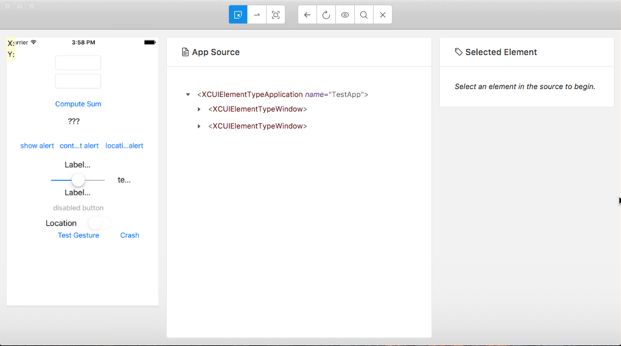 X:
Y:
rrier 3:58 PM
Compute Sum
???
show alert cont...t alert locati...alert
Label...
te...
Label...
disabled button
Location
Test Gesture Crash
App Source
<XCUIElementTypeApplication name="TestApp">
<XCUIElementTypeWindow>
<XCUIElementTypeWindow>
Selected Element
Select an element in the source to begin.